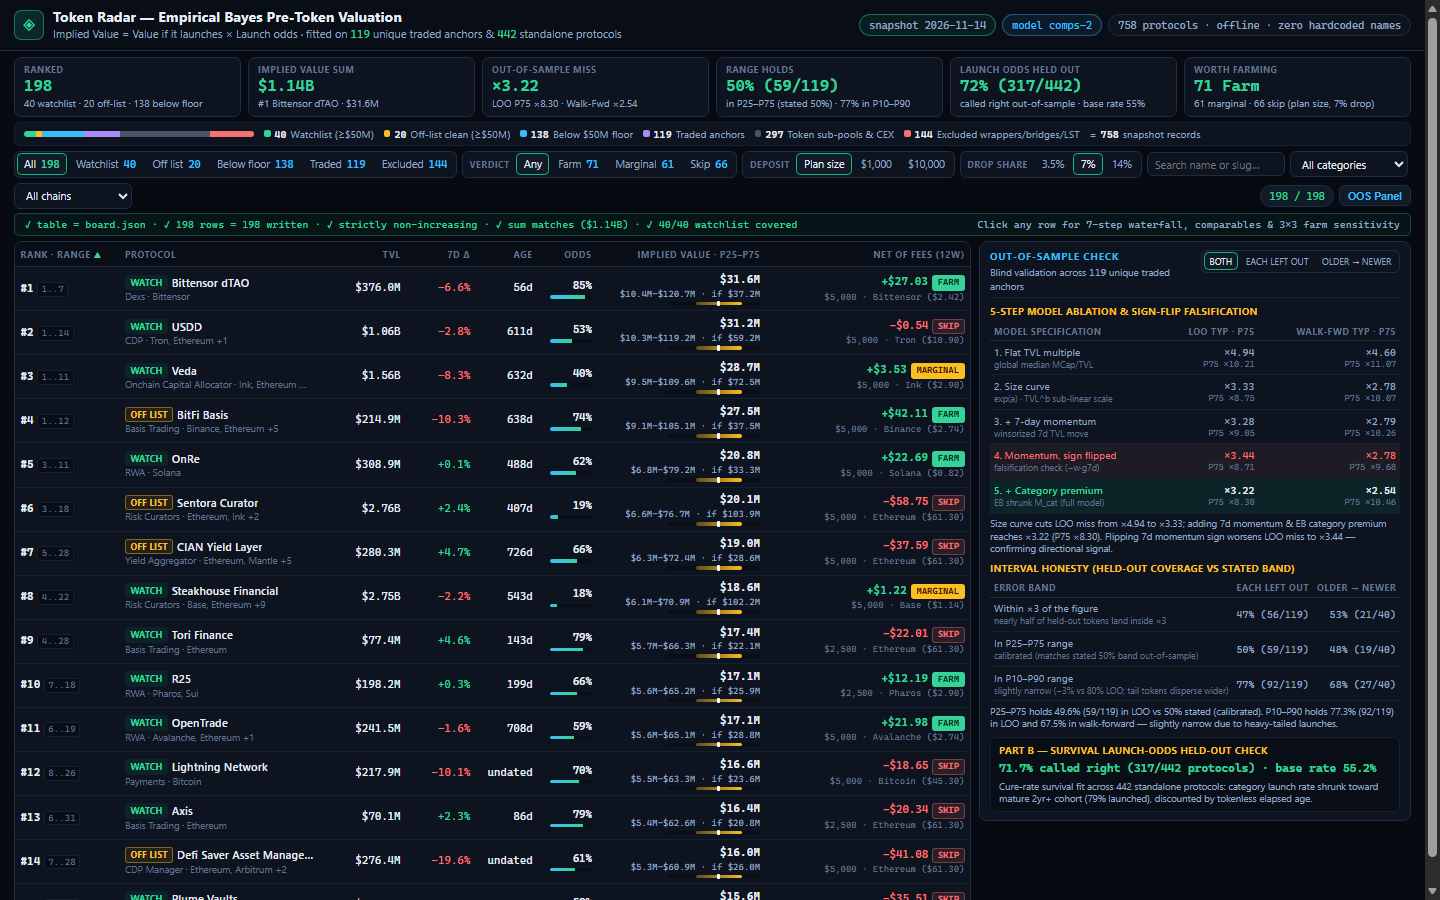 Token Radar — Empirical Bayes Pre-Token Valuation
Implied Value = Value if it launches × Launch odds · fitted on 119 unique traded anchors & 442 standalone protocols
snapshot 2026-11-14
model comps-2
758 protocols · offline · zero hardcoded names
RANKED
198
40 watchlist · 20 off-list · 138 below floor
IMPLIED VALUE SUM
$1.14B
#1 Bittensor dTAO · $31.6M
OUT-OF-SAMPLE MISS
×3.22
LOO P75 ×8.30 · Walk-Fwd ×2.54
RANGE HOLDS
50% (59/119)
in P25–P75 (stated 50%) · 77% in P10–P90
LAUNCH ODDS HELD OUT
72% (317/442)
called right out-of-sample · base rate 55%
WORTH FARMING
71 Farm
61 marginal · 66 skip (plan size, 7% drop)
40 Watchlist (≥$50M) 20 Off-list clean (≥$50M) 138 Below $50M floor 119 Traded anchors 297 Token sub-pools & CEX 144 Excluded wrappers/bridges/LST = 758 snapshot records
All 198 Watchlist 40 Off list 20 Below floor 138 Traded 119 Excluded 144
VERDICT Any Farm 71 Marginal 61 Skip 66
DEPOSIT Plan size $1,000 $10,000
DROP SHARE 3.5% 7% 14%
Search name or slug...
All categories
All chains
198 / 198
OOS Panel
✓ table = board.json · ✓ 198 rows = 198 written · ✓ strictly non-increasing · ✓ sum matches ($1.14B) · ✓ 40/40 watchlist covered
Click any row for 7-step waterfall, comparables & 3×3 farm sensitivity
RANK · RANGE ▲ PROTOCOL TVL 7D Δ AGE ODDS IMPLIED VALUE · P25–P75 NET OF FEES (12W)
#1 1..7 WATCH Bittensor dTAO $376.0M −6.6% 56d 85% $31.6M +$27.03 FARM
Dexs · Bittensor $10.4M–$120.7M · if $37.2M $5,000 · Bittensor ($2.42)
#2 1..14 WATCH USDD $1.06B −2.8% 611d 53% $31.2M −$0.54 SKIP
CDP · Tron, Ethereum +1 $10.3M–$119.2M · if $59.2M $5,000 · Tron ($10.90)
#3 1..11 WATCH Veda $1.56B −8.3% 632d 40% $28.7M +$3.53 MARGINAL
Onchain Capital Allocator · Ink, Ethereum ... $9.5M–$109.6M · if $72.5M $5,000 · Ink ($2.90)
#4 1..12 OFF LIST BitFi Basis $214.9M −10.3% 638d 74% $27.5M +$42.11 FARM
Basis Trading · Binance, Ethereum +5 $9.1M–$105.1M · if $37.5M $5,000 · Binance ($2.74)
#5 3..11 WATCH OnRe $308.9M +0.1% 488d 62% $20.8M +$22.69 FARM
RWA · Solana $6.8M–$79.2M · if $33.3M $5,000 · Solana ($0.82)
#6 3..18 OFF LIST Sentora Curator $2.76B +2.4% 407d 19% $20.1M −$58.75 SKIP
Risk Curators · Ethereum, Ink +2 $6.6M–$76.7M · if $103.9M $5,000 · Ethereum ($61.30)
#7 5..28 OFF LIST CIAN Yield Layer $280.3M +4.7% 726d 66% $19.0M −$37.59 SKIP
Yield Aggregator · Ethereum, Mantle +5 $6.3M–$72.4M · if $28.6M $5,000 · Ethereum ($61.30)
#8 4..22 WATCH Steakhouse Financial $2.75B −2.2% 543d 18% $18.6M +$1.22 MARGINAL
Risk Curators · Base, Ethereum +9 $6.1M–$70.9M · if $102.2M $5,000 · Base ($1.14)
#9 4..28 WATCH Tori Finance $77.4M +4.6% 143d 79% $17.4M −$22.01 SKIP
Basis Trading · Ethereum $5.7M–$66.3M · if $22.1M $2,500 · Ethereum ($61.30)
#10 7..18 WATCH R25 $198.2M +0.3% 199d 66% $17.1M +$12.19 FARM
RWA · Pharos, Sui $5.6M–$65.2M · if $25.9M $2,500 · Pharos ($2.90)
#11 6..19 WATCH OpenTrade $241.5M −1.6% 708d 59% $17.1M +$21.98 FARM
RWA · Avalanche, Ethereum +1 $5.6M–$65.1M · if $28.8M $5,000 · Avalanche ($2.74)
#12 8..26 WATCH Lightning Network $217.9M −10.1% undated 70% $16.6M −$18.65 SKIP
Payments · Bitcoin $5.5M–$63.3M · if $23.6M $5,000 · Bitcoin ($45.30)
#13 6..31 WATCH Axis $70.1M +2.3% 86d 79% $16.4M −$20.34 SKIP
Basis Trading · Ethereum $5.4M–$62.6M · if $20.8M $2,500 · Ethereum ($61.30)
#14 7..28 OFF LIST Defi Saver Asset Manage... $276.4M −19.6% undated 61% $16.0M −$41.08 SKIP
CDP Manager · Ethereum, Arbitrum +2 $5.3M–$60.9M · if $26.0M $5,000 · Ethereum ($61.30)
WATCH Plume Vaults $15.6M −$35.51 SKIP
OUT-OF-SAMPLE CHECK
Blind validation across 119 unique traded anchors
BOTH EACH LEFT OUT OLDER → NEWER
5-STEP MODEL ABLATION & SIGN-FLIP FALSIFICATION
MODEL SPECIFICATION LOO TYP · P75 WALK-FWD TYP · P75
1. Flat TVL multiple ×4.94 ×4.60
global median MCap/TVL P75 ×10.21 P75 ×11.07
2. Size curve ×3.33 ×2.78
exp(a) · TVL^b sub-linear scale P75 ×8.75 P75 ×10.07
3. + 7-day momentum ×3.28 ×2.79
winsorized 7d TVL move P75 ×9.05 P75 ×10.26
4. Momentum, sign flipped ×3.44 ×2.78
falsification check (−w·g7d) P75 ×8.71 P75 ×9.68
5. + Category premium ×3.22 ×2.54
EB shrunk M_cat (full model) P75 ×8.30 P75 ×10.46
Size curve cuts LOO miss from ×4.94 to ×3.33; adding 7d momentum & EB category premium
reaches ×3.22 (P75 ×8.30). Flipping 7d momentum sign worsens LOO miss to ×3.44 —
confirming directional signal.
INTERVAL HONESTY (HELD-OUT COVERAGE VS STATED BAND)
ERROR BAND EACH LEFT OUT OLDER → NEWER
Within ×3 of the figure 47% (56/119) 53% (21/40)
nearly half of held-out tokens land inside ×3
In P25–P75 range 50% (59/119) 48% (19/40)
calibrated (matches stated 50% band out-of-sample)
In P10–P90 range 77% (92/119) 68% (27/40)
slightly narrow (−3% vs 80% LOO; tail tokens disperse wider)
P25–P75 holds 49.6% (59/119) in LOO vs 50% stated (calibrated). P10–P90 holds 77.3% (92/119)
in LOO and 67.5% in walk-forward — slightly narrow due to heavy-tailed launches.
PART B — SURVIVAL LAUNCH-ODDS HELD-OUT CHECK
71.7% called right (317/442 protocols) · base rate 55.2%
Cure-rate survival fit across 442 standalone protocols: category launch rate shrunk toward
mature 2yr+ cohort (79% launched), discounted by tokenless elapsed age.